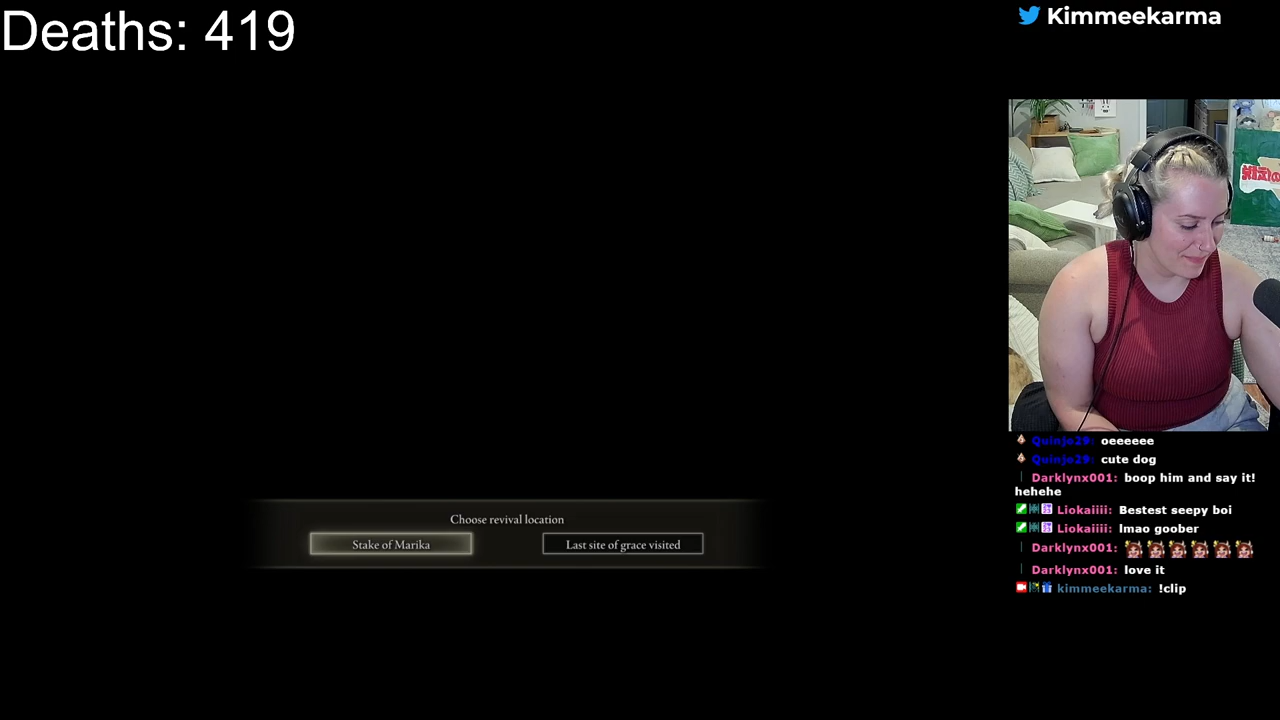 Deaths: 419
Kimmeekarma
Choose revival location
Stake of Marika
Last site of grace visited
Quinjo29: oeeeeee
Quinjo29: cute dog
Darklynx001: boop him and say it!
hehehe
Liokaiiii: Bestest seepy boi
Liokaiiii: lmao goober
Darklynx001:
Darklynx001: love it
kimmeekarma: !clip